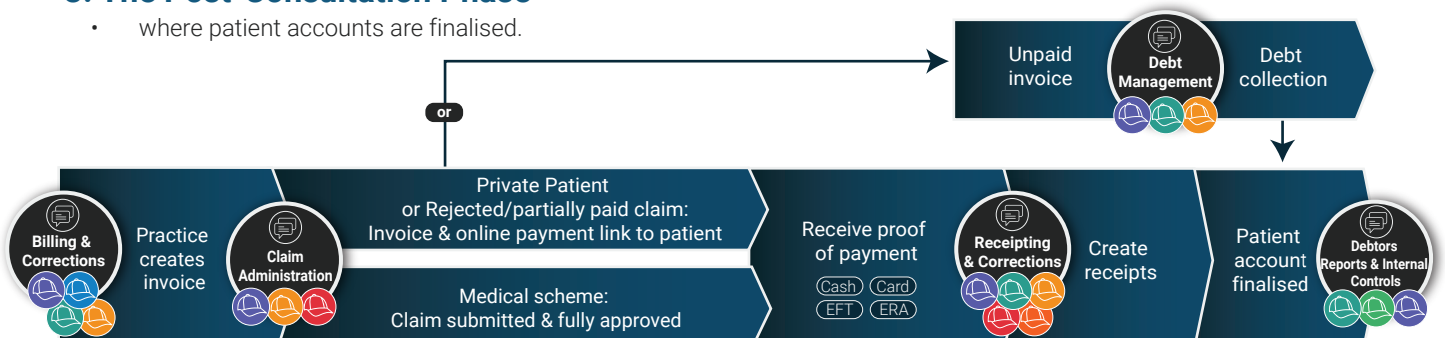 • where patient accounts are finalised.
Unpaid
invoice
Debt
Management
Debt
collection
or
Billing &
Corrections
Practice
creates
invoice
Claim
Administration
Private Patient
or Rejected/partially paid claim:
Invoice & online payment link to patient
Medical scheme:
Claim submitted & fully approved
Receive proof
of payment
Cash Card
EFT ERA
Receipting
& Corrections
Create
receipts
Patient
account
finalised
Debtors
Reports & Internal
Controls